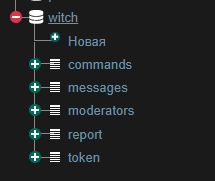 witch
Новая
commands
messages
moderators
report
token